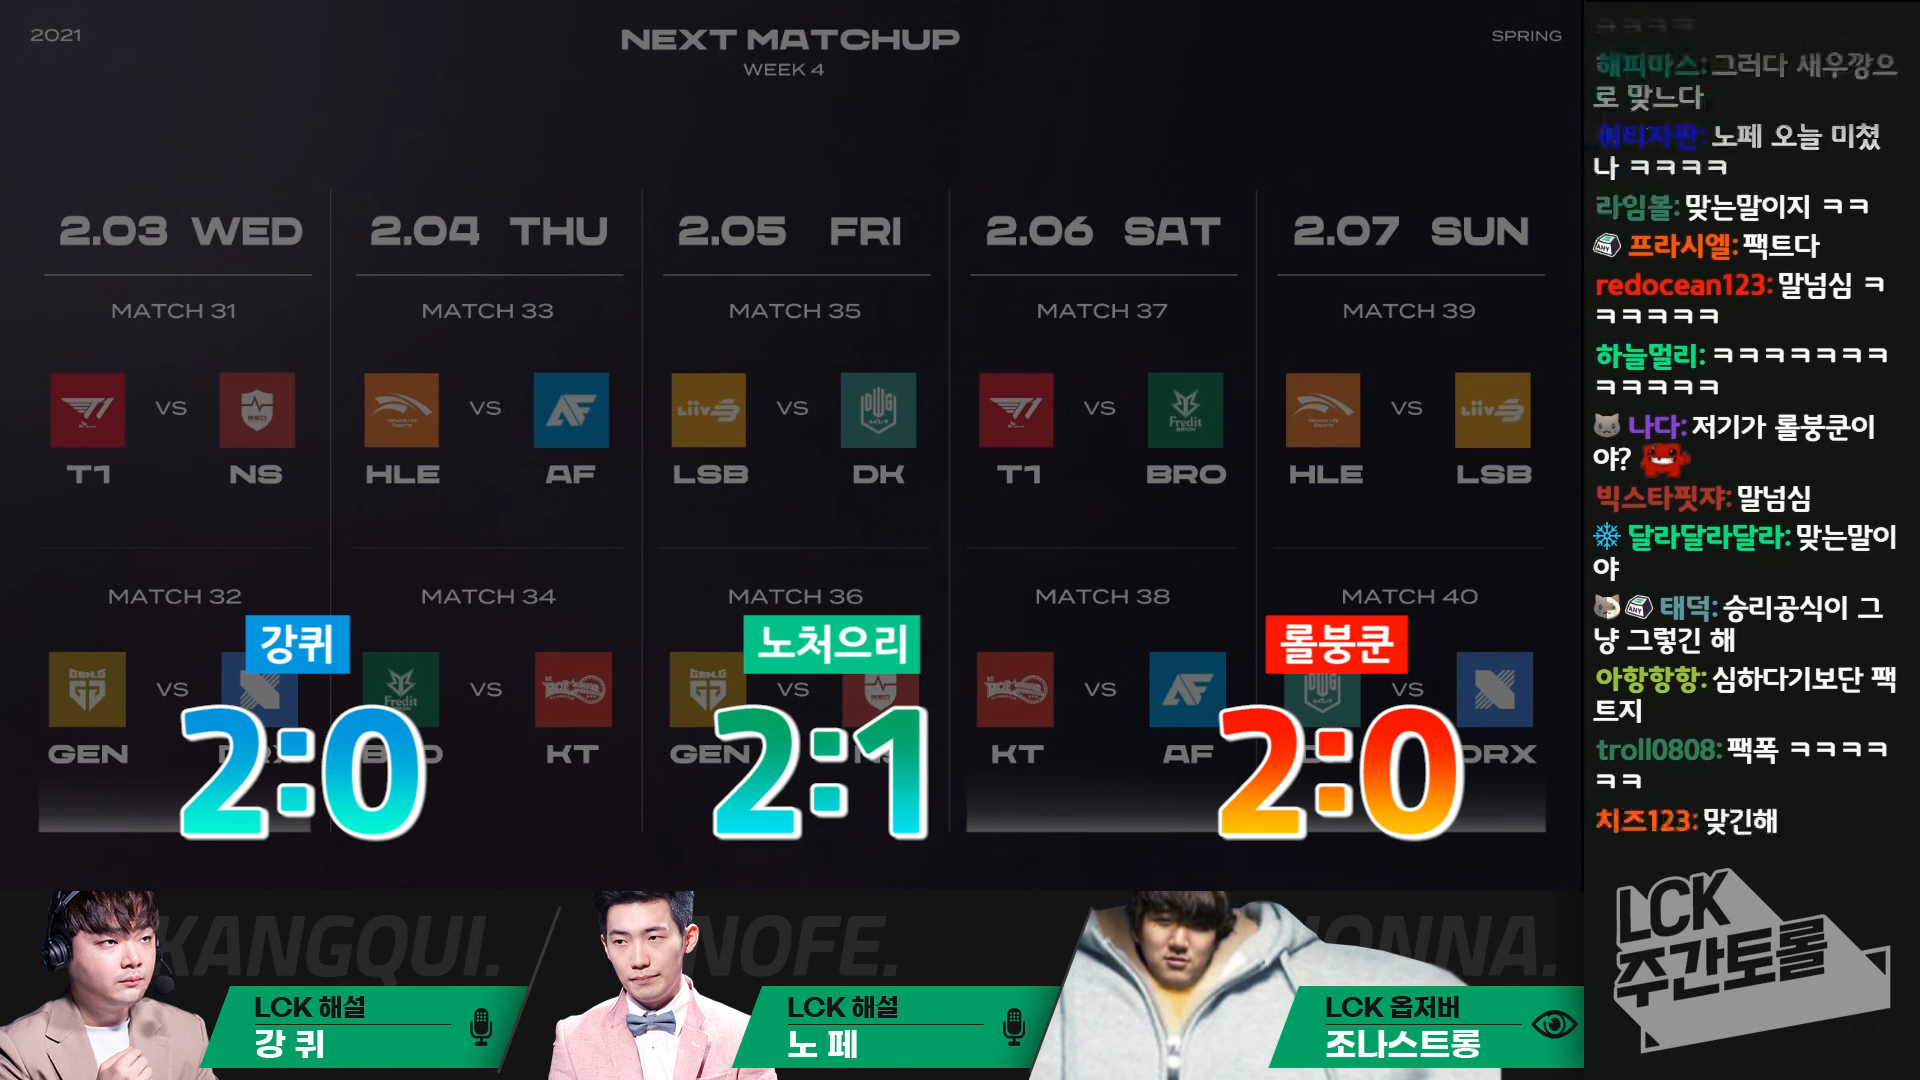 2021
NEXT MATCHUP
WEEK 4
SPRING
2.03 WED
2.04 THU
2.05 FRI
2.06 SAT
2.07 SUN
MATCH 31
MATCH 33
MATCH 35
MATCH 37
MATCH 39
T1 VS NS
HLE VS AF
LSB VS DK
T1 VS BRO
HLE VS LSB
MATCH 32
MATCH 34
MATCH 36
MATCH 38
MATCH 40
강퀴
노처으리
롤붕쿤
GEN VS
VS KT
GEN VS
KT VS AF
VS DRX
2:0
2:1
2:0
KANGQUI.
NOFE.
LCK 해설
강 퀴
LCK 해설
노 페
LCK 옵저버
조나스트롱
해피마스: 그러다 새우깡으
로 맞느다
노페 오늘 미쳤
나 ㅋㅋㅋㅋ
라임볼: 맞는말이지 ㅋㅋ
프라시엘: 팩트다
redocean123: 말넘심 ㅋ
ㅋㅋㅋㅋㅋ
하늘멀리: ㅋㅋㅋㅋㅋㅋㅋ
ㅋㅋㅋㅋㅋ
나다: 저기가 롤붕쿤이
야?
빅스타핏쟈: 말넘심
달라달라달라: 맞는말이
야
태덕: 승리공식이 그
냥 그렇긴 해
아항항항: 심하다기보단 팩
트지
troll0808: 팩폭 ㅋㅋㅋㅋ
ㅋㅋ
치즈123: 맞긴해
LCK
주간토롤